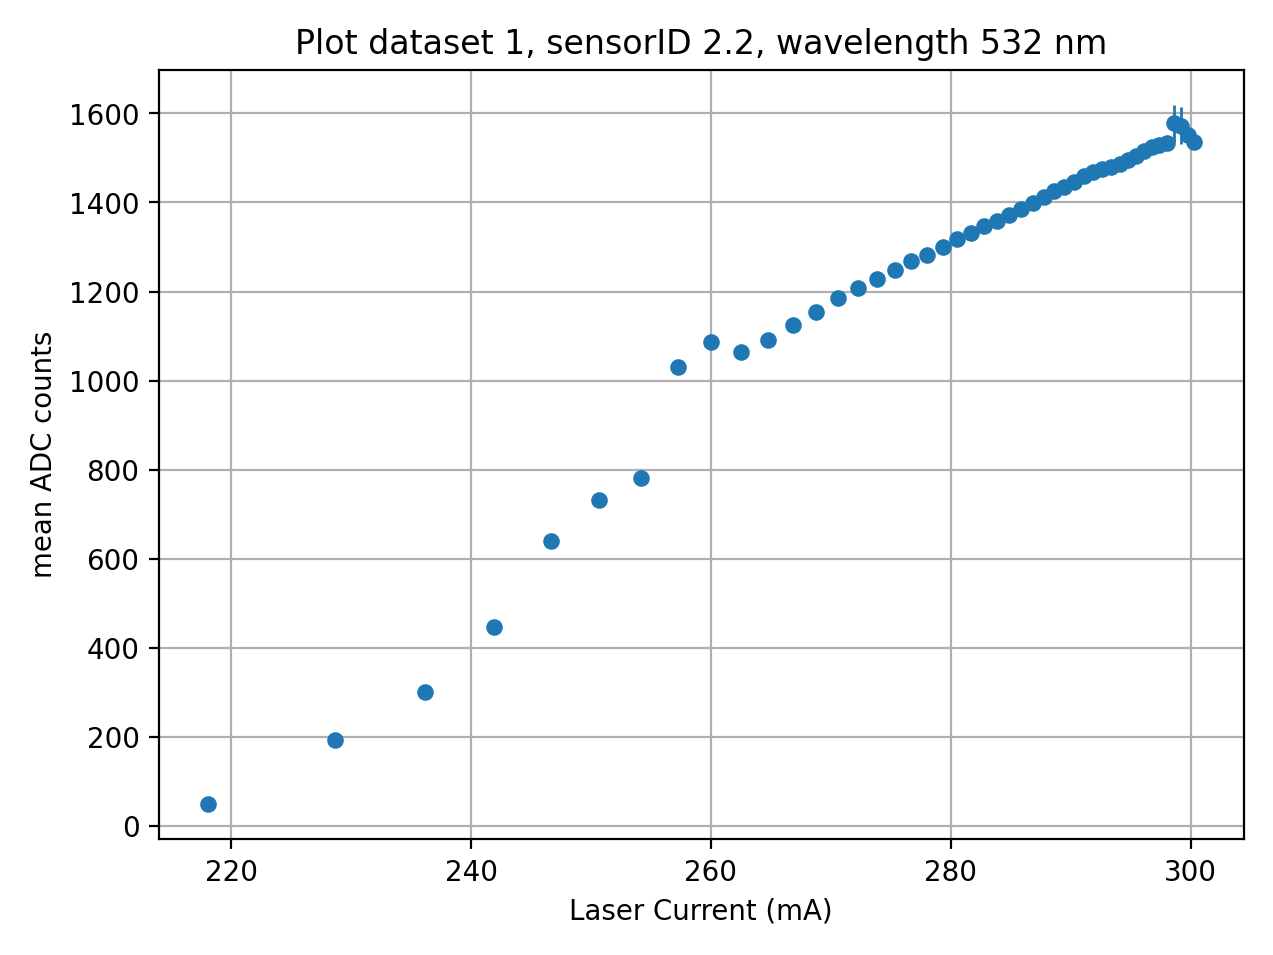 Plot dataset 1, sensorID 2.2, wavelength 532 nm
1600
1400
1200
1000
800
600
400
200
0
mean ADC counts
220 240 260 280 300
Laser Current (mA)